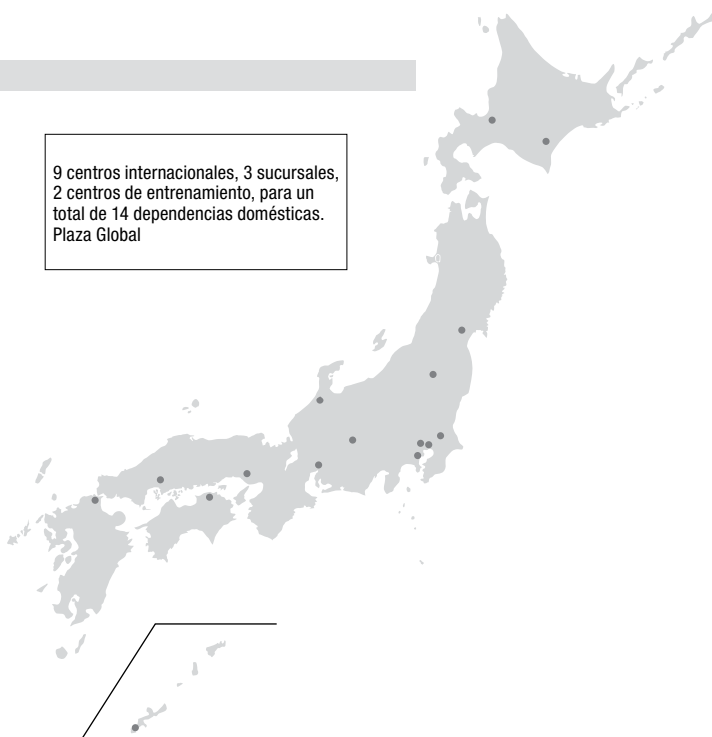 9 centros internacionales, 3 sucursales,
2 centros de entrenamiento, para un
total de 14 dependencias domésticas.
Plaza Global